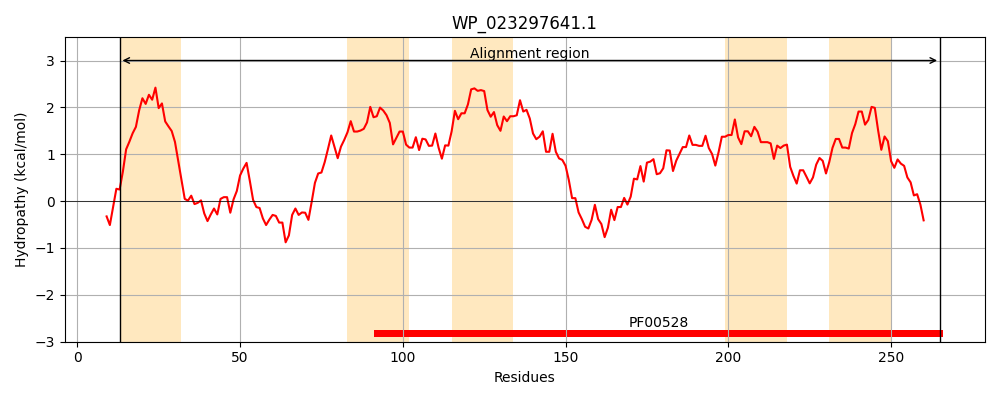 WP_023297641.1
Alignment region
3
2
1
0
−1
−2
−3
Hydropathy (kcal/mol)
PF00528
0 50 100 150 200 250
Residues